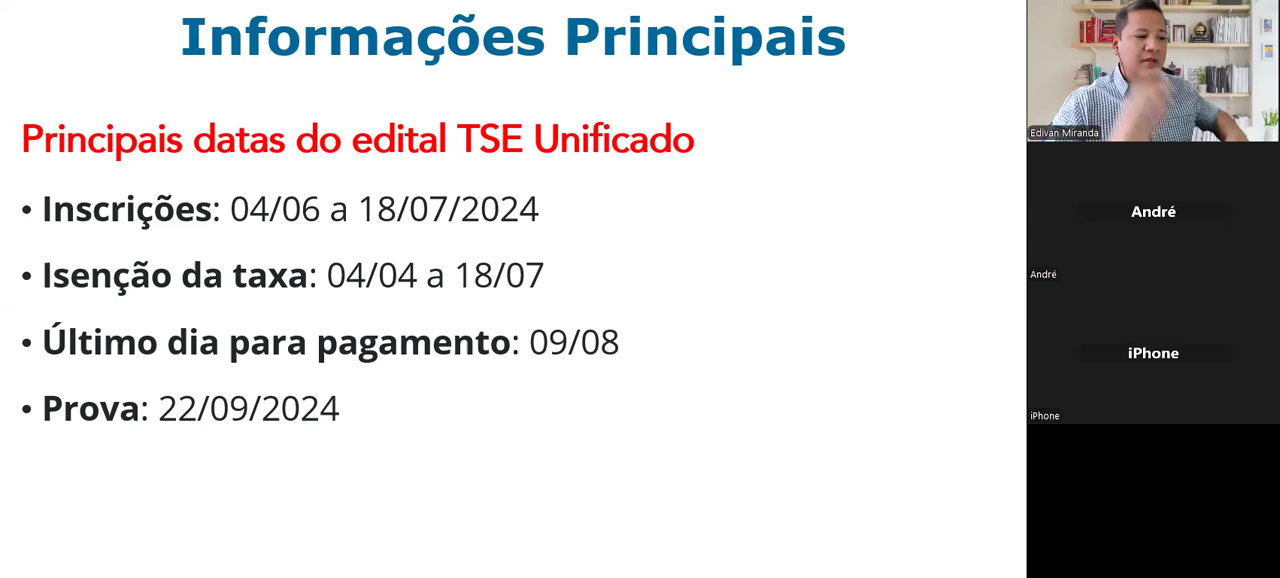 Informações Principais
Principais datas do edital TSE Unificado
• Inscrições: 04/06 a 18/07/2024
• Isenção da taxa: 04/04 a 18/07
• Último dia para pagamento: 09/08
• Prova: 22/09/2024
Edivan Miranda
André
André
iPhone
iPhone